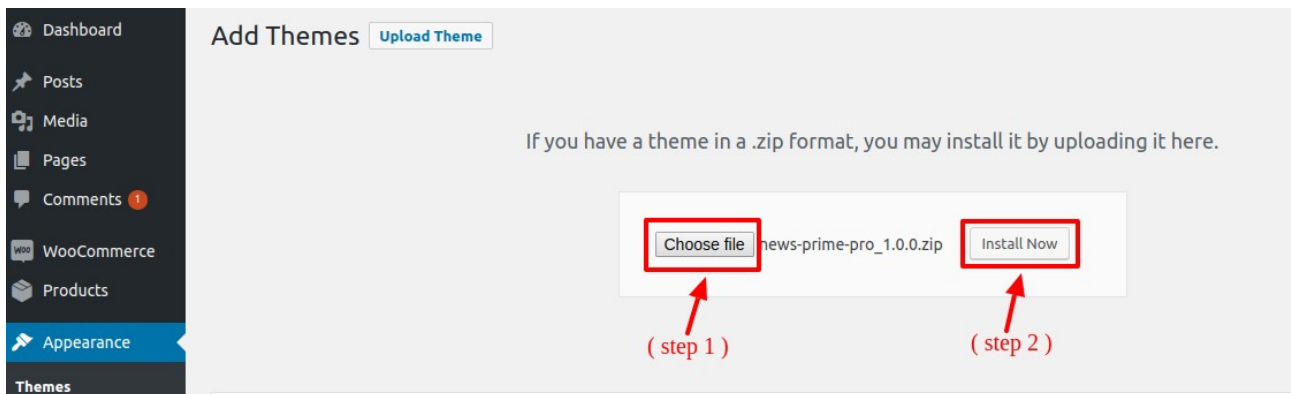 Dashboard
Posts
Media
Pages
Comments 1
WooCommerce
Products
Appearance
Themes
Add Themes Upload Theme
If you have a theme in a .zip format, you may install it by uploading it here.
Choose file news-prime-pro_1.0.0.zip Install Now
( step 1 ) ( step 2 )